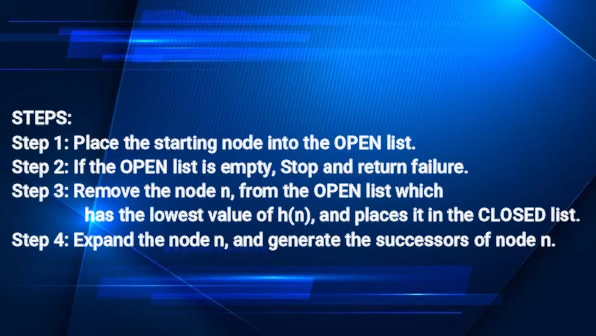 STEPS:
Step 1: Place the starting node into the OPEN list.
Step 2: If the OPEN list is empty, Stop and return failure.
Step 3: Remove the node n, from the OPEN list which
has the lowest value of h(n), and places it in the CLOSED list.
Step 4: Expand the node n, and generate the successors of node n.